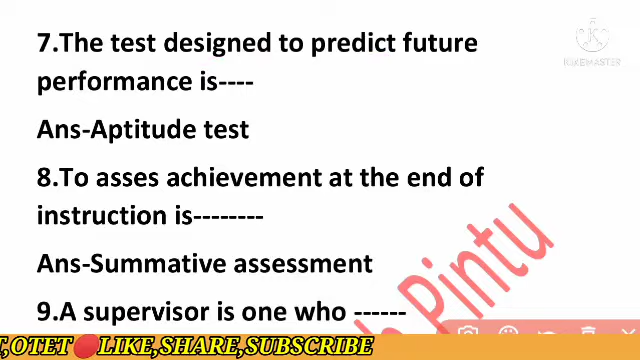 7.The test designed to predict future
performance is----
Ans-Aptitude test
8.To asses achievement at the end of
instruction is--------
Ans-Summative assessment
9.A supervisor is one who ------
KINEMASTER
Pintu
,OTET🔴LIKE,SHARE,SUBSCRIBE